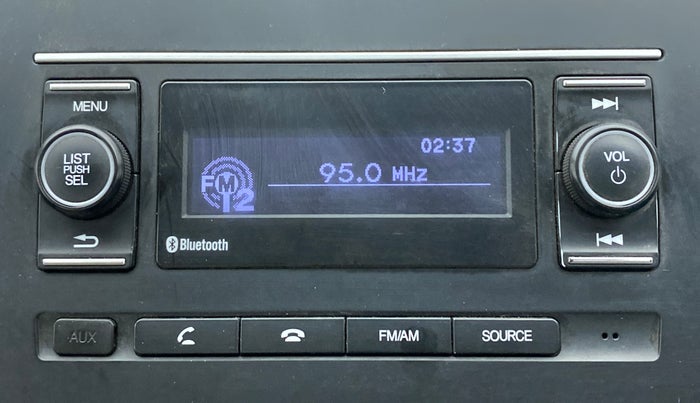 MENU
LIST
PUSH
SEL
02:37
95.0 MHz
FM
12
Bluetooth
VOL
AUX
FM/AM
SOURCE